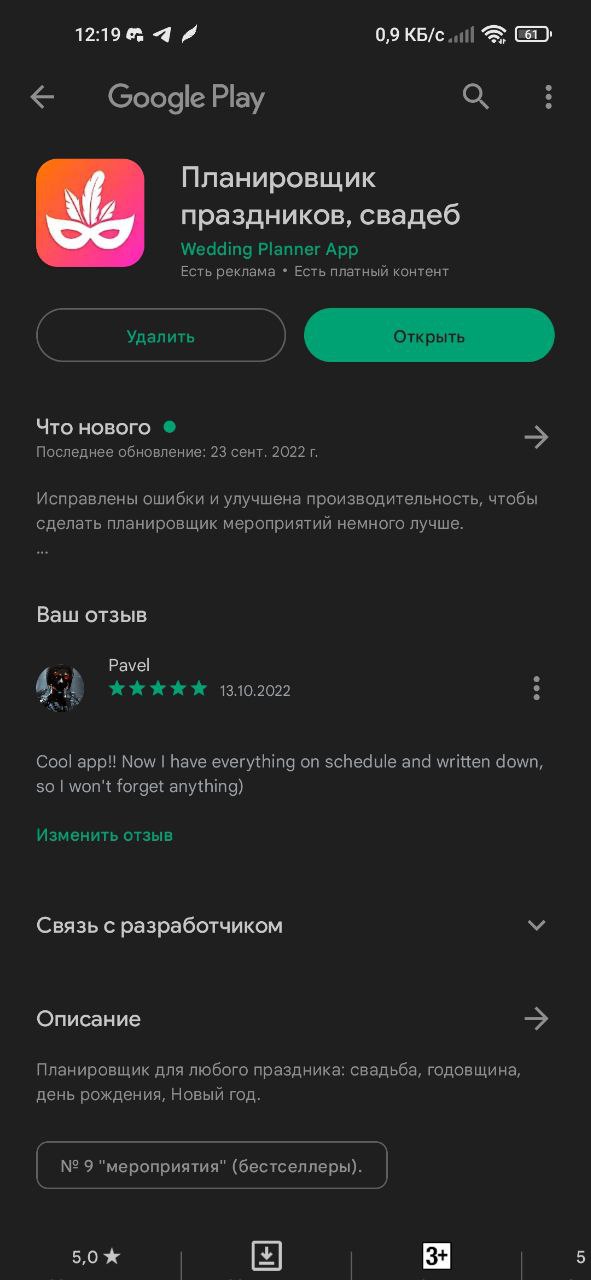 12:19
0,9 КБ/с
61
Google Play
Планировщик
праздников, свадеб
Wedding Planner App
Есть реклама • Есть платный контент
Удалить
Открыть
Что нового
Последнее обновление: 23 сент. 2022 г.
Исправлены ошибки и улучшена производительность, чтобы
сделать планировщик мероприятий немного лучше.
...
Ваш отзыв
Pavel
13.10.2022
Cool app!! Now I have everything on schedule and written down,
so I won't forget anything)
Изменить отзыв
Связь с разработчиком
Описание
Планировщик для любого праздника: свадьба, годовщина,
день рождения, Новый год.
№ 9 "мероприятия" (бестселлеры).
5,0 ★
3+
5